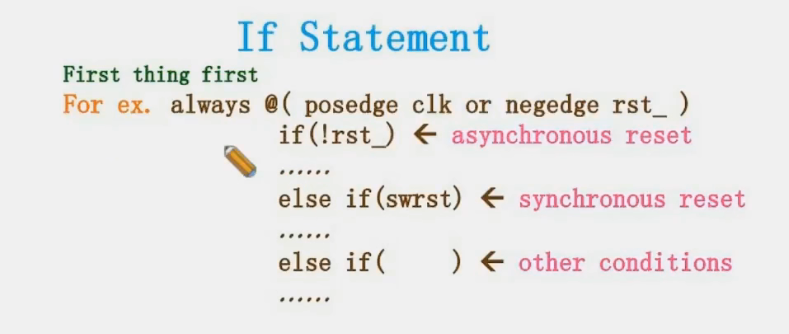 If Statement
First thing first
For ex. always @( posedge clk or negedge rst_ )
if(!rst_) ← asynchronous reset
......
else if(swrst) ← synchronous reset
......
else if( ) ← other conditions
......